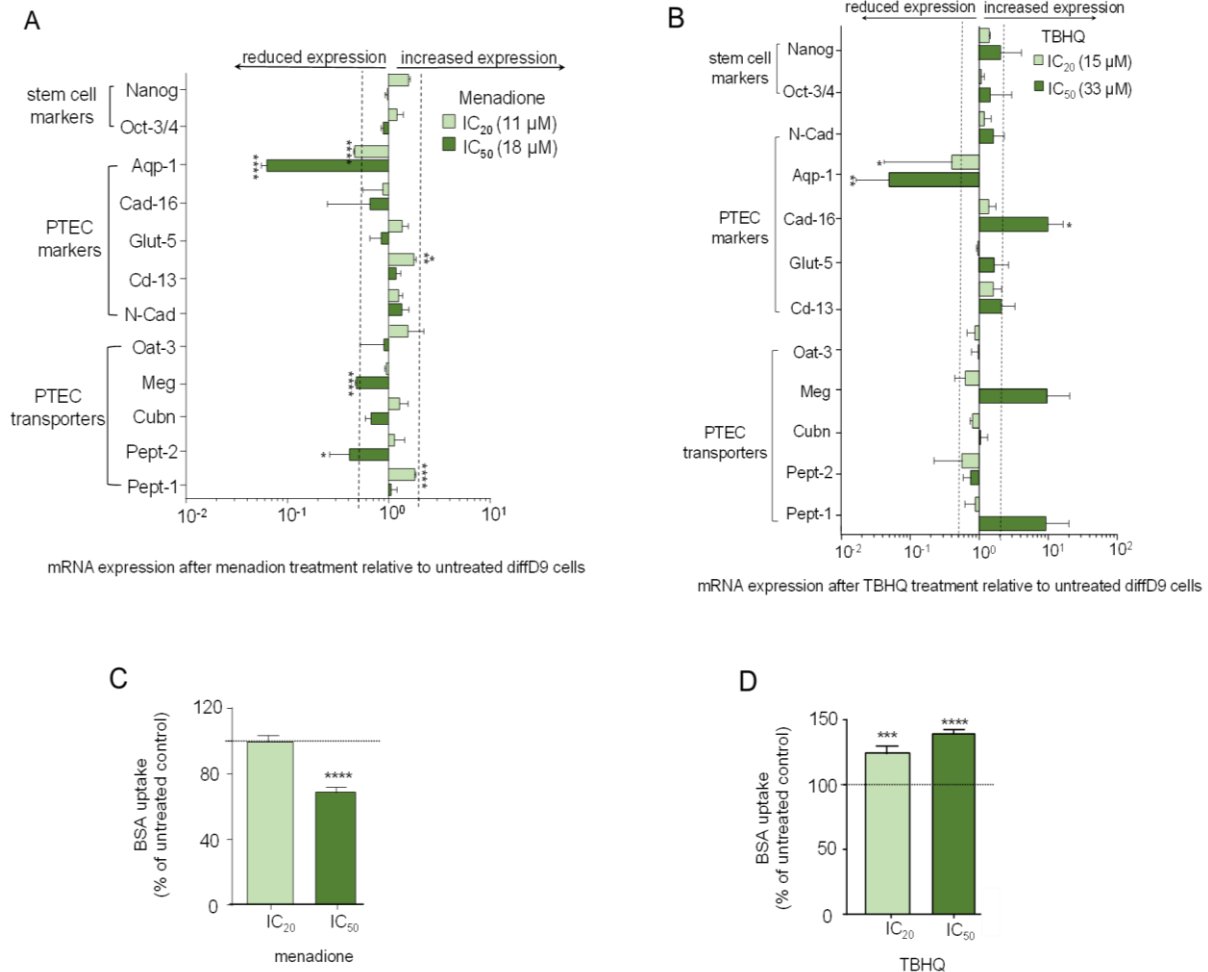 A
reduced expression
increased expression
stem cell
markers
PTEC
markers
PTEC
transporters
Nanog
Oct-3/4
Aqp-1
Cad-16
Glut-5
Cd-13
N-Cad
Oat-3
Meg
Cubn
Pept-2
Pept-1
Menadione
IC20 (11 µM)
IC50 (18 µM)
****
****
**
*
****
*
****
10-2
10-1
100
101
mRNA expression after menadion treatment relative to untreated diffD9 cells
B
reduced expression
increased expression
stem cell
markers
PTEC
markers
PTEC
transporters
Nanog
Oct-3/4
N-Cad
Aqp-1
Cad-16
Glut-5
Cd-13
Oat-3
Meg
Cubn
Pept-2
Pept-1
TBHQ
IC20 (15 µM)
IC50 (33 µM)
*
**
*
10-2
10-1
100
101
102
mRNA expression after TBHQ treatment relative to untreated diffD9 cells
C
BSA uptake
(% of untreated control)
120
80
40
0
****
IC20
IC50
menadione
D
BSA uptake
(% of untreated control)
150
100
50
0
***
****
IC20
IC50
TBHQ